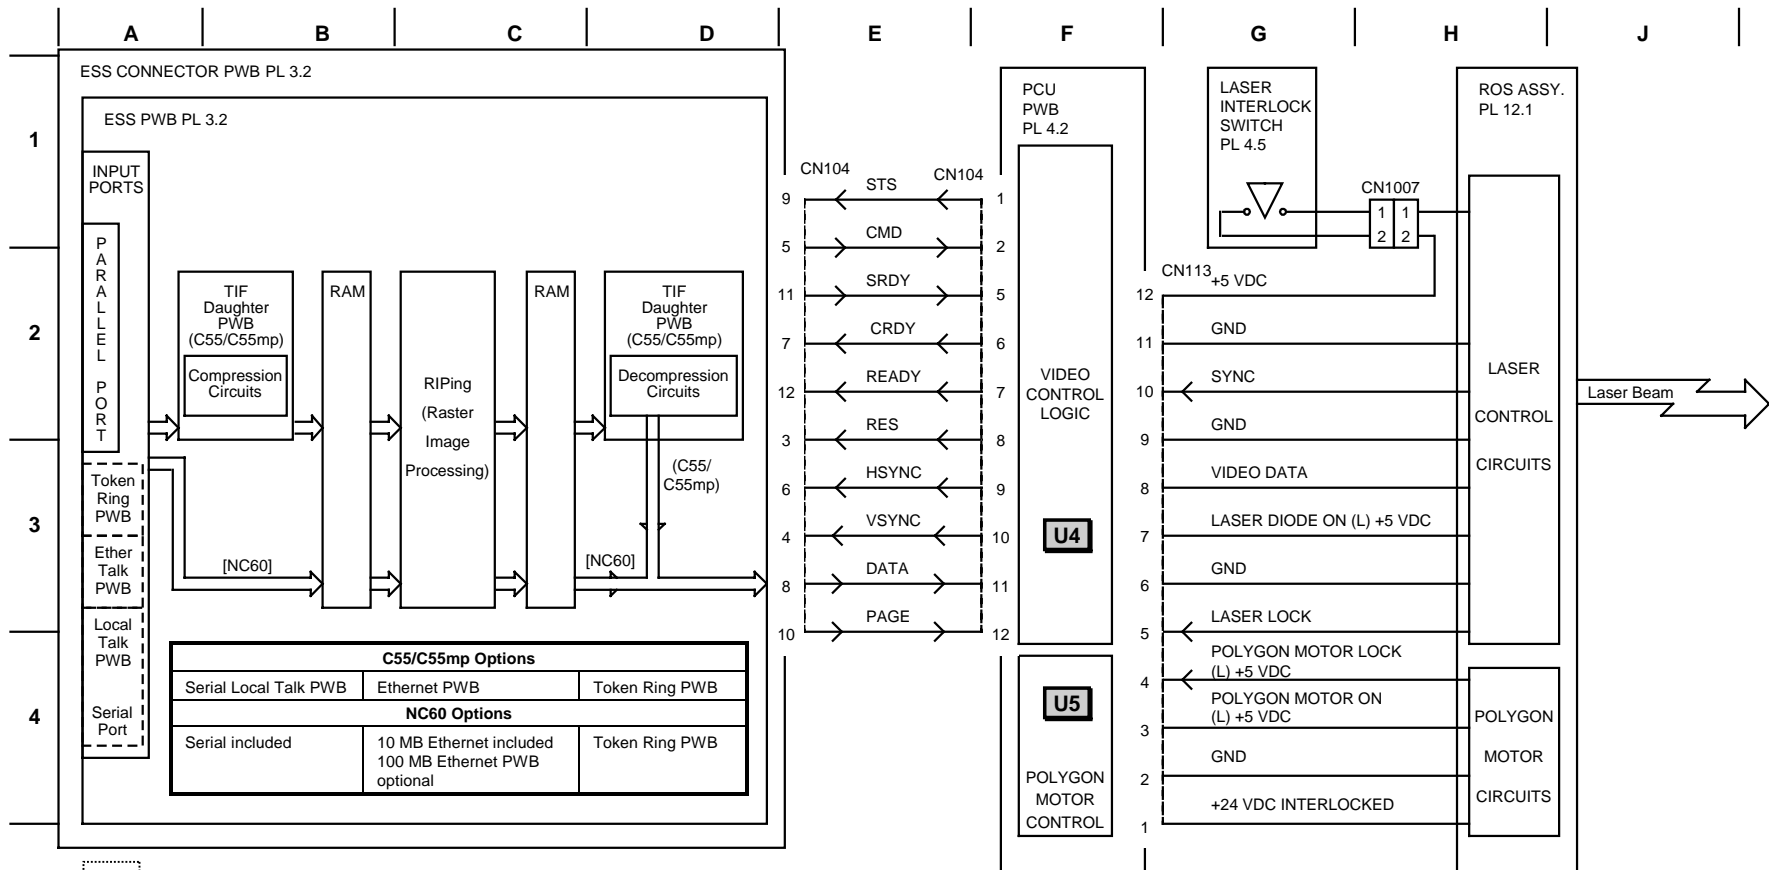 A B C D E F G H J
1
2
3
4
ESS CONNECTOR PWB PL 3.2
ESS PWB PL 3.2
INPUT
PORTS
PARALLEL PORT
Token
Ring
PWB
Ether
Talk
PWB
Local
Talk
PWB
Serial
Port
TIF
Daughter
PWB
(C55/C55mp)
Compression
Circuits
RAM
RIPing
(Raster
Image
Processing)
RAM
TIF
Daughter
PWB
(C55/C55mp)
Decompression
Circuits
(C55/
C55mp)
[NC60]
[NC60]
C55/C55mp Options
Serial Local Talk PWB Ethernet PWB Token Ring PWB
NC60 Options
Serial included 10 MB Ethernet included Token Ring PWB
100 MB Ethernet PWB
optional
CN104 CN104
9 STS 1
5 CMD 2
11 SRDY 5
7 CRDY 6
12 READY 7
3 RES 8
6 HSYNC 9
4 VSYNC 10
8 DATA 11
10 PAGE 12
PCU
PWB
PL 4.2
VIDEO
CONTROL
LOGIC
U4
U5
POLYGON
MOTOR
CONTROL
LASER
INTERLOCK
SWITCH
PL 4.5
CN1007
1 1
2 2
CN113
12 +5 VDC
11 GND
10 SYNC
9 GND
8 VIDEO DATA
7 LASER DIODE ON (L) +5 VDC
6 GND
5 LASER LOCK
POLYGON MOTOR LOCK
4 (L) +5 VDC
POLYGON MOTOR ON
3 (L) +5 VDC
2 GND
1 +24 VDC INTERLOCKED
ROS ASSY.
PL 12.1
LASER
CONTROL
CIRCUITS
POLYGON
MOTOR
CIRCUITS
Laser Beam